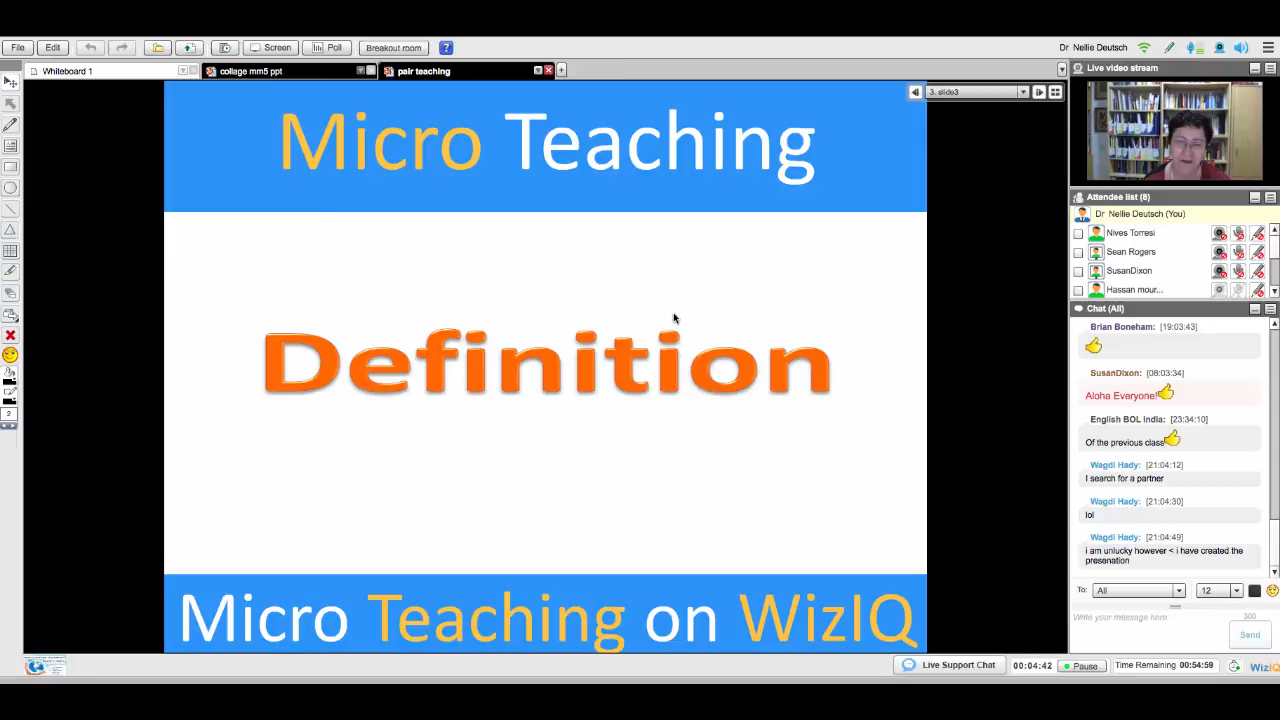 File
Edit
Screen
Poll
Breakout room
?
Dr Nellie Deutsch
Whiteboard 1
collage mm5 ppt
pair teaching
Live video stream
3. slide3
Micro Teaching
Definition
Micro Teaching on WizIQ
Attendee list (8)
Dr Nellie Deutsch (You)
Nives Torresi
Sean Rogers
SusanDixon
Hassan mour...
Chat (All)
Brian Boneham: [19:03:43]
SusanDixon: [08:03:34]
Aloha Everyone!
English BOL India: [23:34:10]
Of the previous class
Wagdi Hady: [21:04:12]
I search for a partner
Wagdi Hady: [21:04:30]
lol
Wagdi Hady: [21:04:49]
i am unlucky however < i have created the
presenation
To: All 12
Write your message here
300
Send
2
Live Support Chat
00:04:42
Pause
Time Remaining 00:54:59
WizIQ